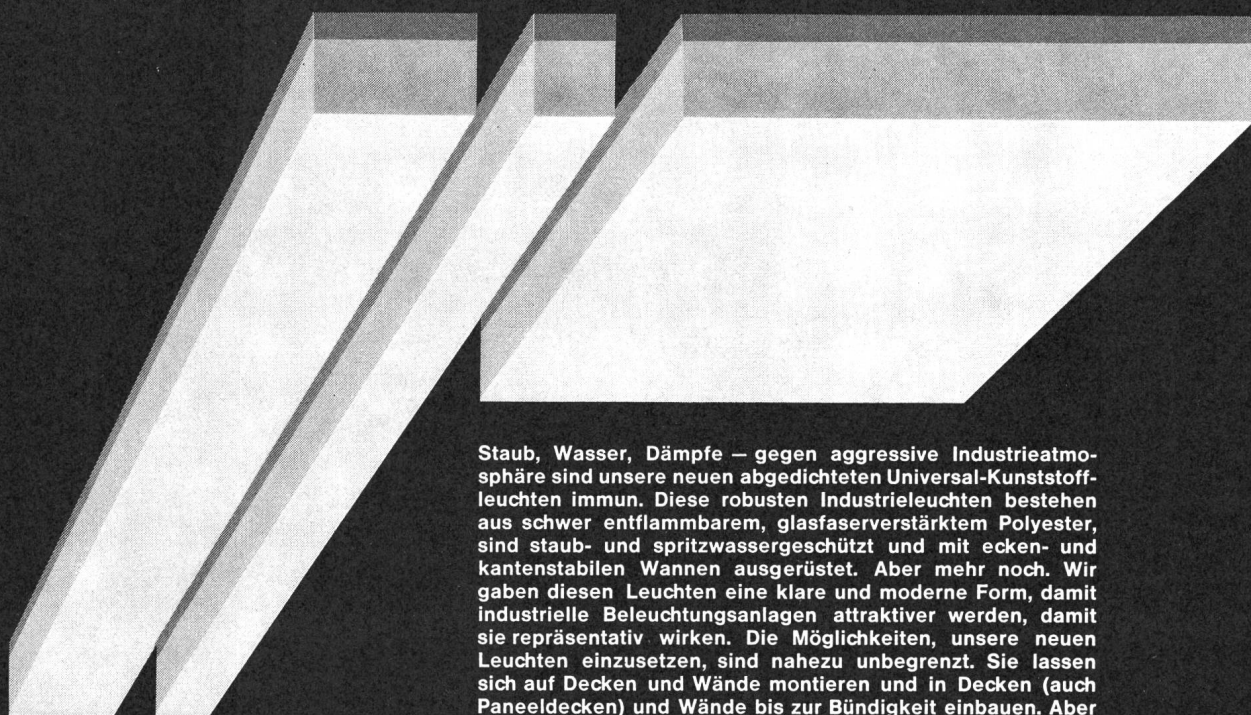 Staub, Wasser, Dämpfe — gegen aggressive Industrieatmo-
sphäre sind unsere neuen abgedichteten Universal-Kunststoff-
leuchten immun. Diese robusten Industrieleuchten bestehen
aus schwer entflammbarem, glasfaserverstärktem Polyester,
sind staub- und spritzwassergeschützt und mit ecken- und
kantenstabilen Wannen ausgerüstet. Aber mehr noch. Wir
gaben diesen Leuchten eine klare und moderne Form, damit
industrielle Beleuchtungsanlagen attraktiver werden, damit
sie repräsentativ wirken. Die Möglichkeiten, unsere neuen
Leuchten einzusetzen, sind nahezu unbegrenzt. Sie lassen
sich auf Decken und Wände montieren und in Decken (auch
Paneeldecken) und Wände bis zur Bündigkeit einbauen. Aber